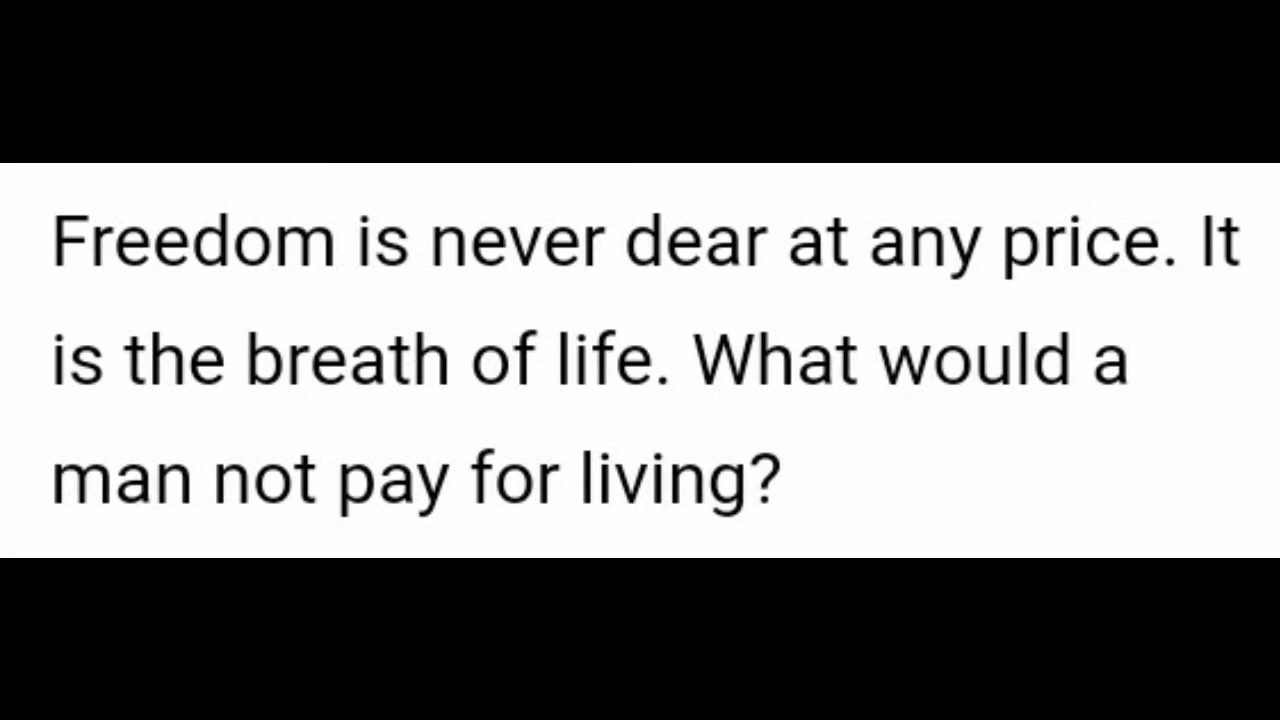 Freedom is never dear at any price. It
is the breath of life. What would a
man not pay for living?